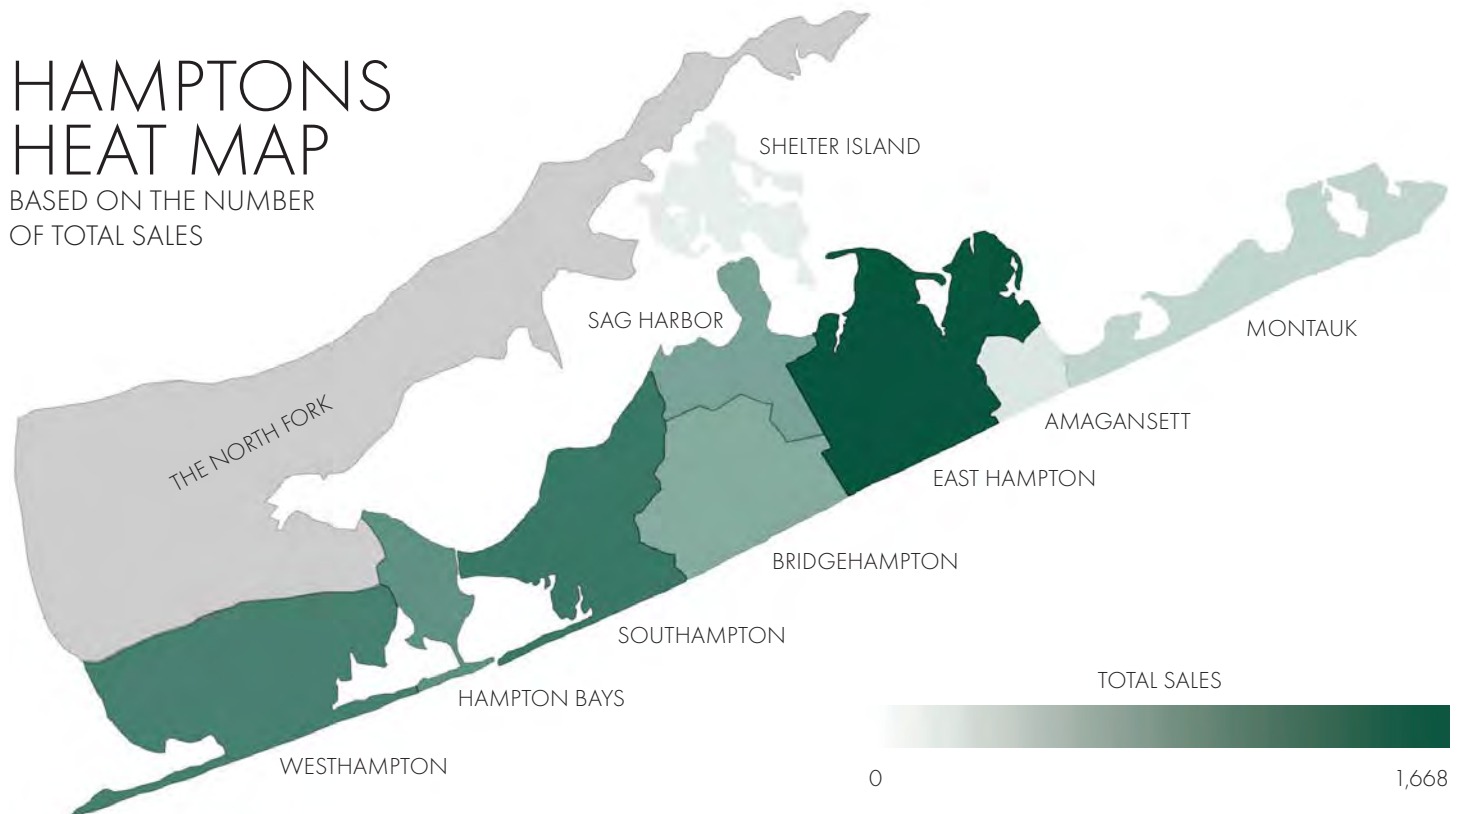 HAMPTONS
HEAT MAP
BASED ON THE NUMBER
OF TOTAL SALES
SHELTER ISLAND
SAG HARBOR
MONTAUK
THE NORTH FORK
AMAGANSETT
EAST HAMPTON
BRIDGEHAMPTON
SOUTHAMPTON
HAMPTON BAYS
WESTHAMPTON
TOTAL SALES
0
1,668